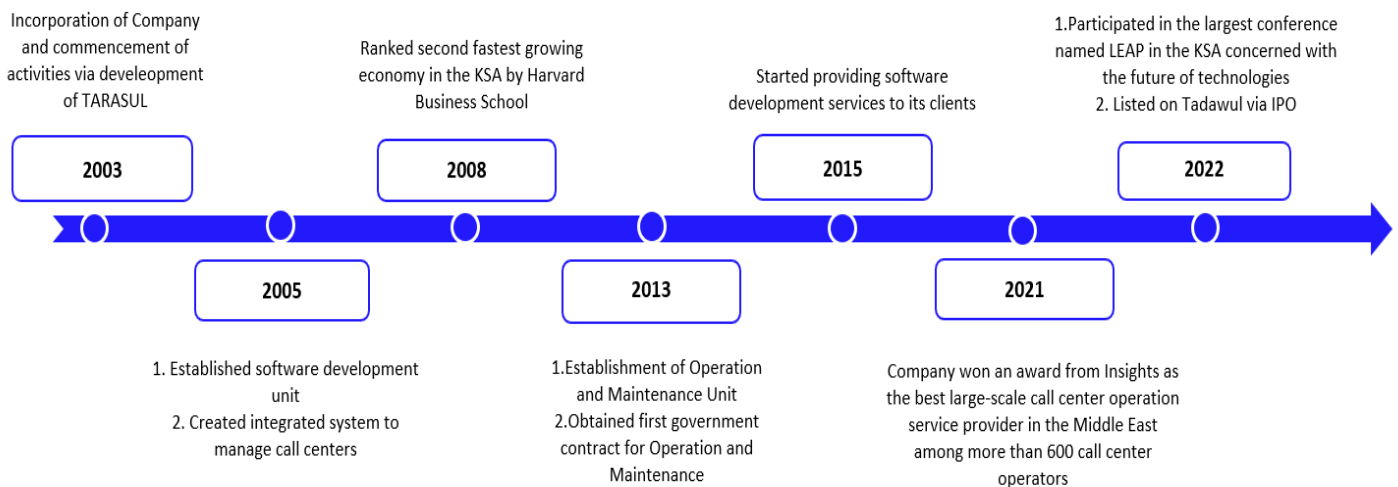 Incorporation of Company
and commencement of
activities via develeopment
of TARASUL
2003
1. Established software development
unit
2. Created integrated system to
manage call centers
2005
Ranked second fastest growing
economy in the KSA by Harvard
Business School
2008
1.Establishment of Operation
and Maintenance Unit
2.Obtained first government
contract for Operation and
Maintenance
2013
Started providing software
development services to its clients
2015
Company won an award from Insights as
the best large-scale call center operation
service provider in the Middle East
among more than 600 call center
operators
2021
1.Participated in the largest conference
named LEAP in the KSA concerned with
the future of technologies
2. Listed on Tadawul via IPO
2022